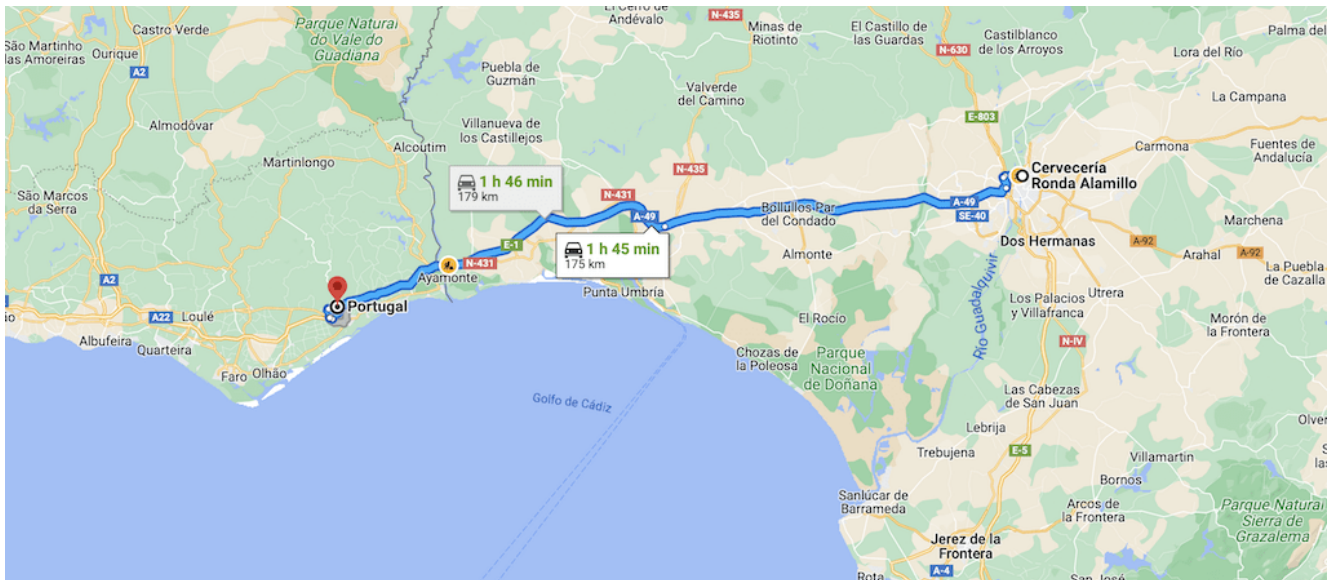 El Cerro de
Andévalo
N-435
Minas de
Riotinto
El Castillo de
las Guardas
N-630
Castilblanco
de los Arroyos
Palma del
Lora del Río
São Martinho
das Amoreiras
Castro Verde
Ourique
A2
Parque Natural
do Vale do
Guadiana
Puebla de
Guzmán
Valverde
del Camino
La Campana
E-803
Almodôvar
Alcoutim
Villanueva de
los Castillejos
Carmona
Fuentes de
Andalucía
Martinlongo
N-435
1 h 46 min
179 km
N-431
Cervecería
Ronda Alamillo
São Marcos
da Serra
A-49
Bollullos Par
del Condado
A-49
SE-40
Marchena
E-1
1 h 45 min
175 km
Dos Hermanas
A-92
A-92
Almonte
N-431
Ayamonte
La Puebla
de Cazalla
A2
Punta Umbría
Río Guadalquivir
Utrera
Portugal
Los Palacios
y Villafranca
A22
Loulé
El Rocío
Morón de
la Frontera
Albufeira
Quarteira
N-IV
Chozas de
la Poleosa
Parque
Nacional
de Doñana
Faro
Olhão
Las Cabezas
de San Juan
Golfo de Cádiz
Lebrija
Olver
Trebujena
E-5
Villamartin
Bornos
Sanlúcar de
Barrameda
Arcos de
la Frontera
Parque Natural
Sierra de
Grazalema
Jerez de la
Frontera
A-4
Rota
San José